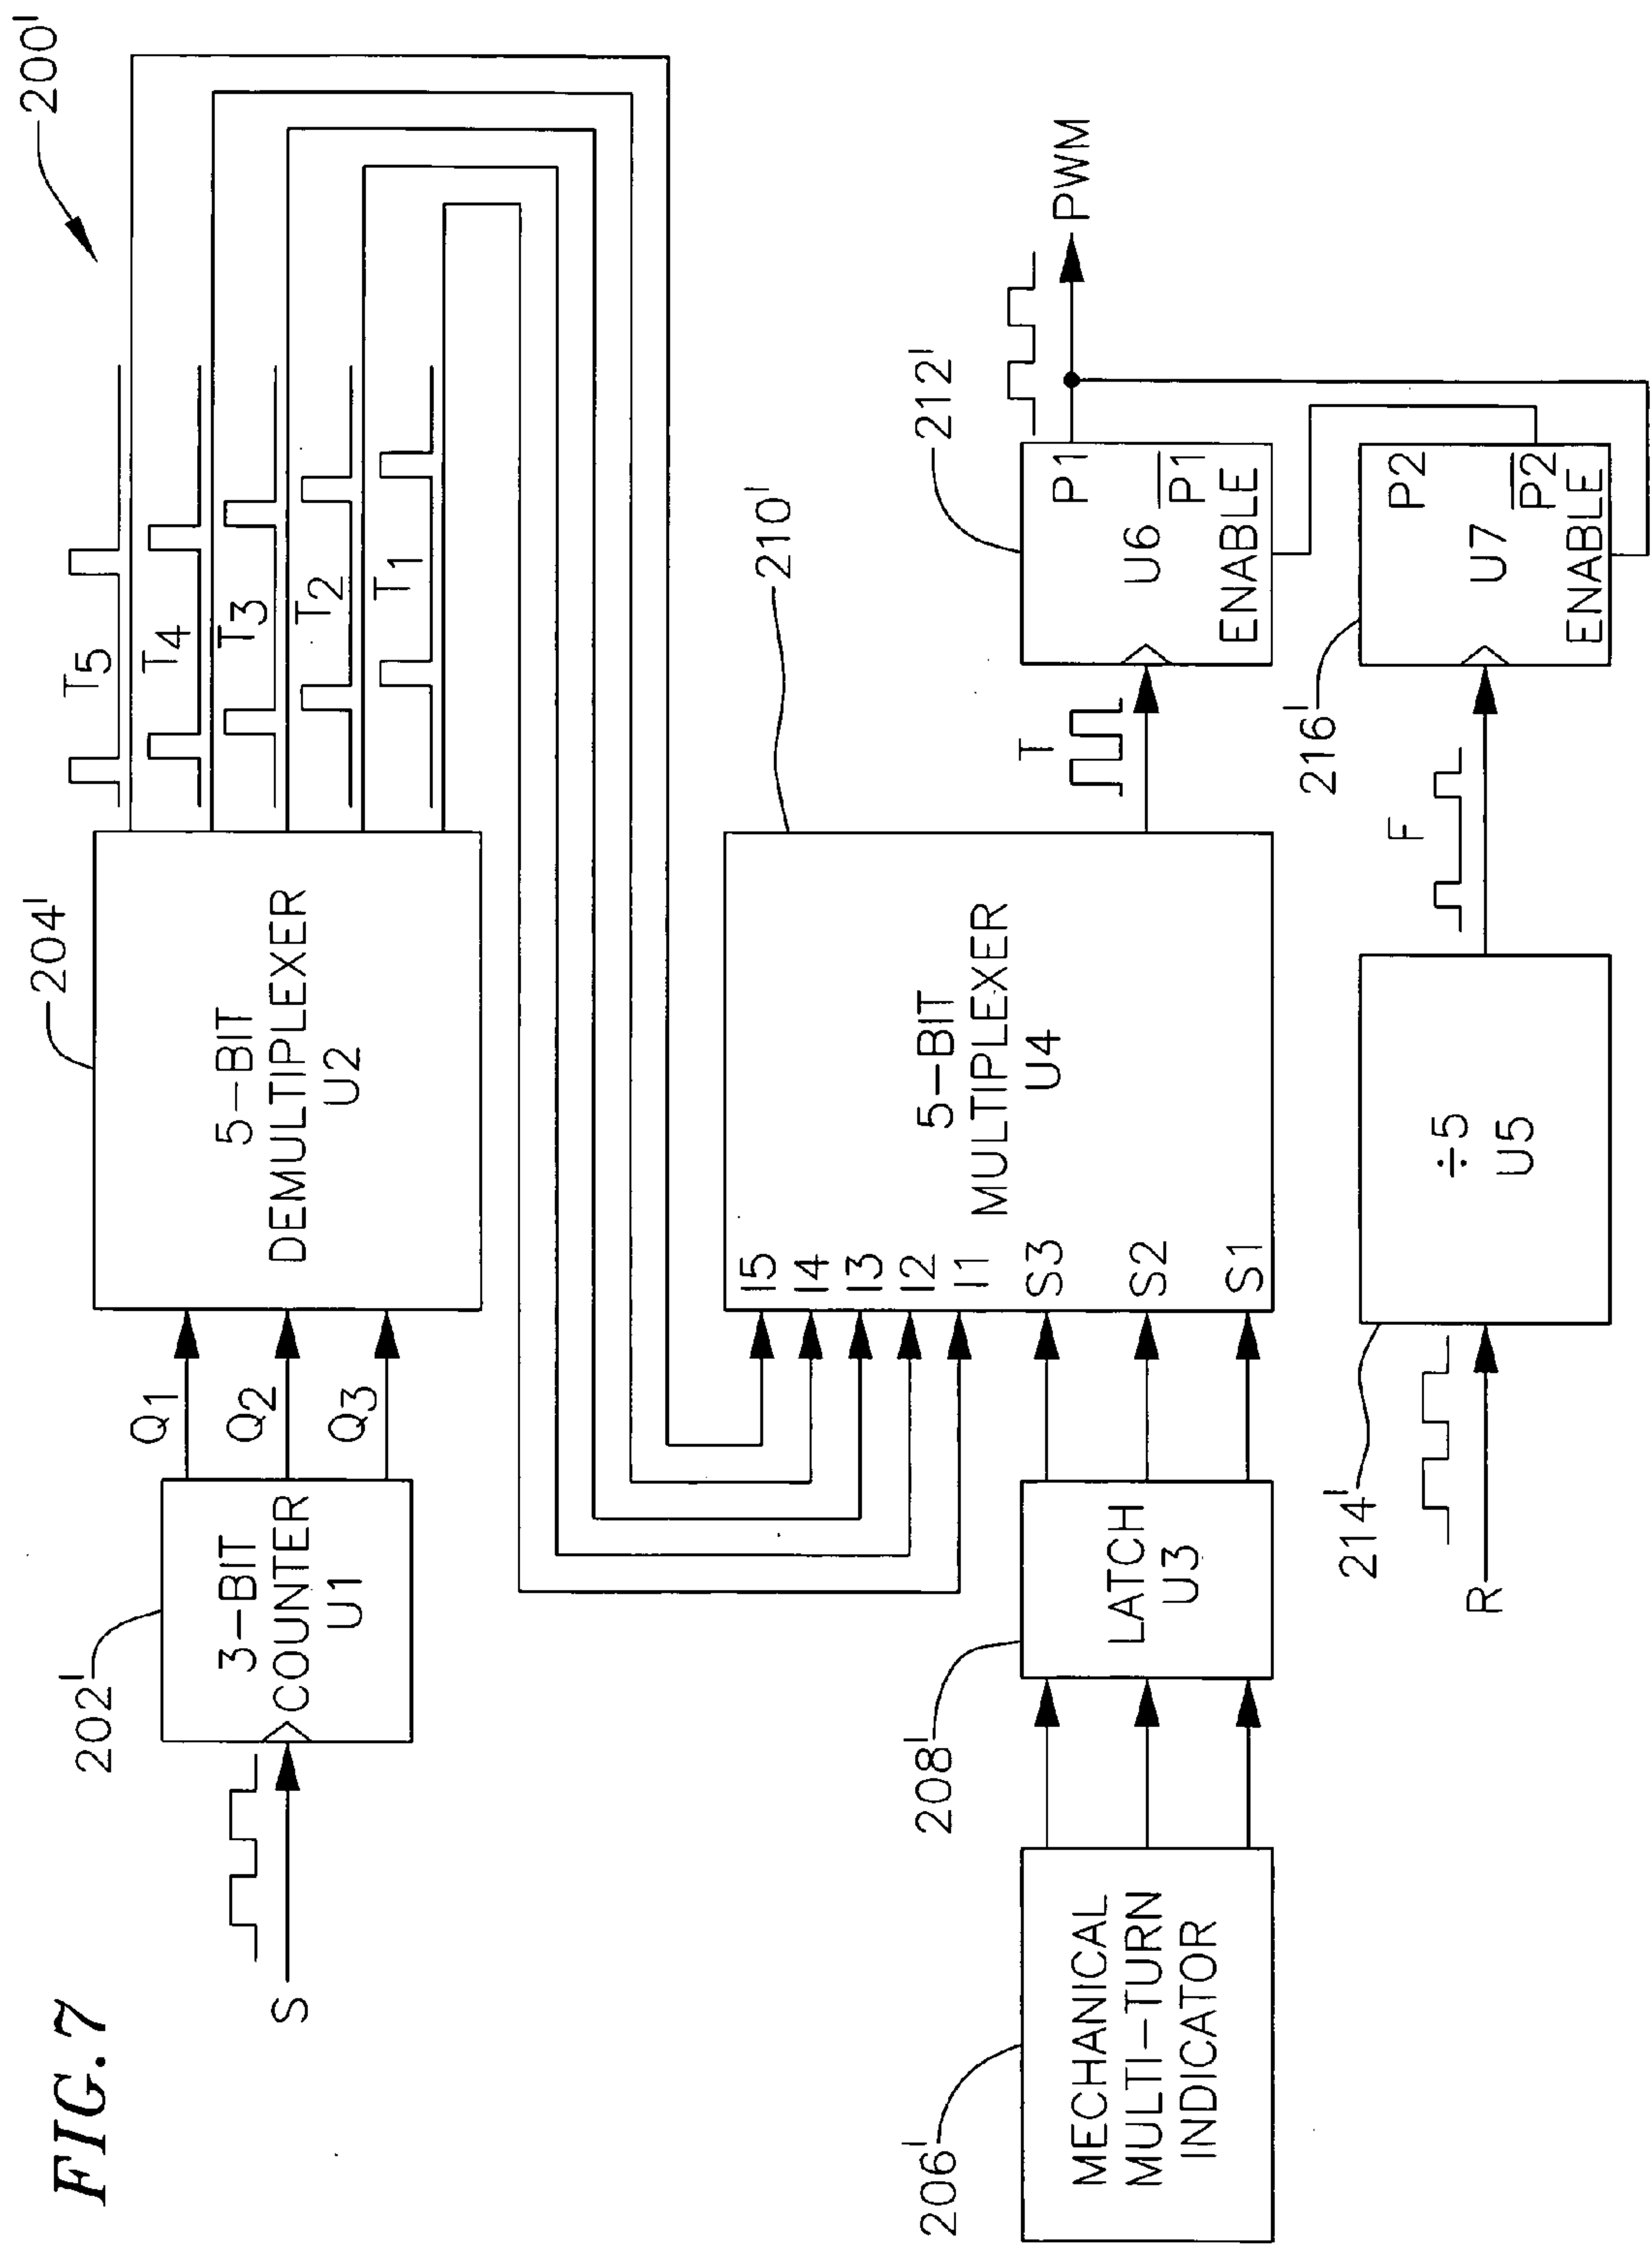 FIG. 7
200'
202'
3-BIT
COUNTER
U1
S
Q1
Q2
Q3
204'
5-BIT
DEMULTIPLEXER
U2
T5
T4
T3
T2
T1
206'
MECHANICAL
MULTI-TURN
INDICATOR
208'
LATCH
U3
210'
I5
I4
I3
I2
I1
S3
S2
S1
5-BIT
MULTIPLEXER
U4
T
212'
P1
U6
P̅1̅
ENABLE
PWM
R
214'
÷5
U5
F
216'
P2
U7
P̅2̅
ENABLE